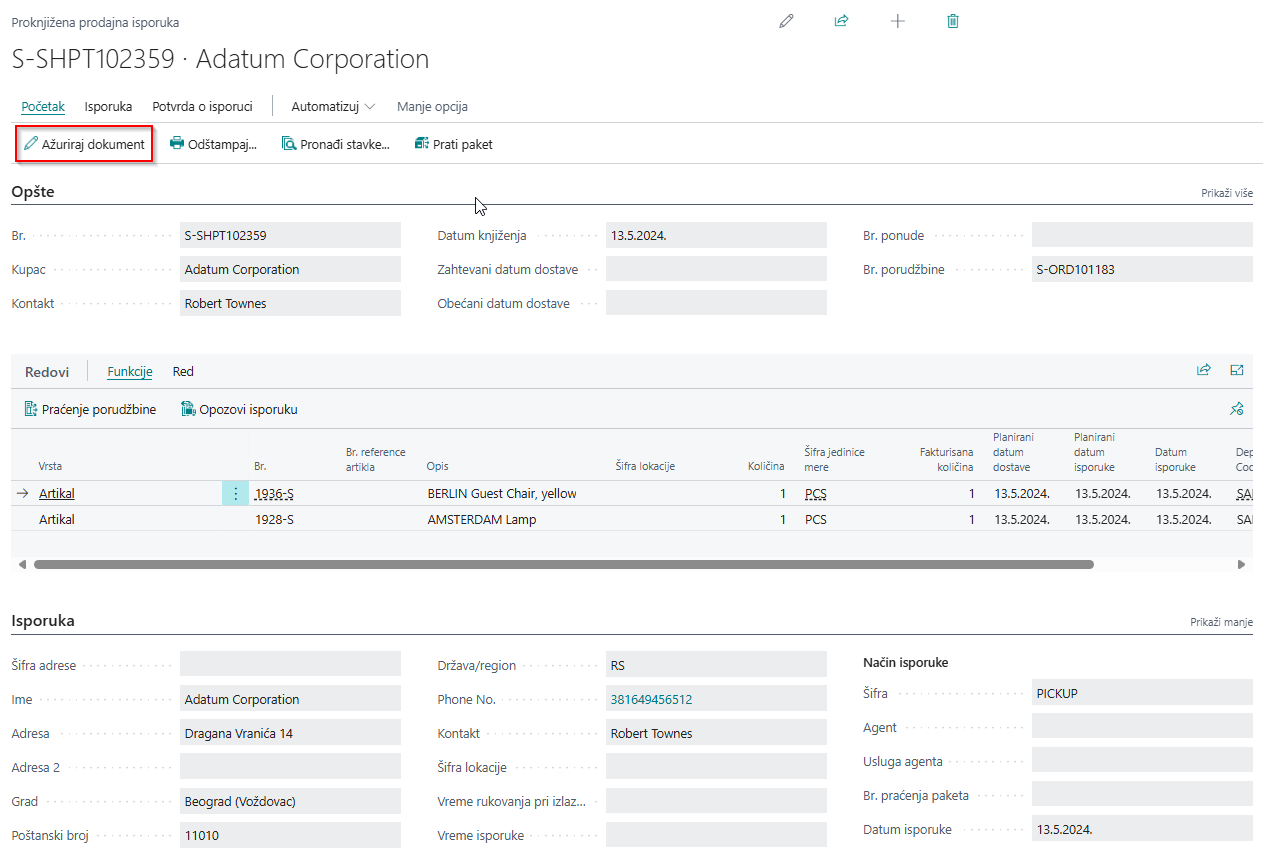 Proknjižena prodajna isporuka
S-SHPT102359 · Adatum Corporation
Početak Isporuka Potvrda o isporuci Automatizuj Manje opcija
Ažuriraj dokument Odštampaj... Pronađi stavke... Prati paket
Opšte Prikaži više
Br. S-SHPT102359 Datum knjiženja 13.5.2024. Br. ponude
Kupac Adatum Corporation Zahtevani datum dostave Br. porudžbine S-ORD101183
Kontakt Robert Townes Obećani datum dostave
Redovi Funkcije Red
Praćenje porudžbine Opozovi isporuku
Vrsta Br. Br. reference artikla Opis Šifra lokacije Količina Šifra jedinice mere Fakturisana količina Planirani datum dostave Planirani datum isporuke Datum isporuke Dep Coc
Artikal 1936-S BERLIN Guest Chair, yellow 1 PCS 1 13.5.2024. 13.5.2024. 13.5.2024. SAI
Artikal 1928-S AMSTERDAM Lamp 1 PCS 1 13.5.2024. 13.5.2024. 13.5.2024. SAI
Isporuka Prikaži manje
Šifra adrese Država/region RS Način isporuke
Ime Adatum Corporation Phone No. 381649456512 Šifra PICKUP
Adresa Dragana Vranića 14 Kontakt Robert Townes Agent
Adresa 2 Šifra lokacije Usluga agenta
Grad Beograd (Voždovac) Vreme rukovanja pri izlaz... Br. praćenja paketa
Poštanski broj 11010 Vreme isporuke Datum isporuke 13.5.2024.